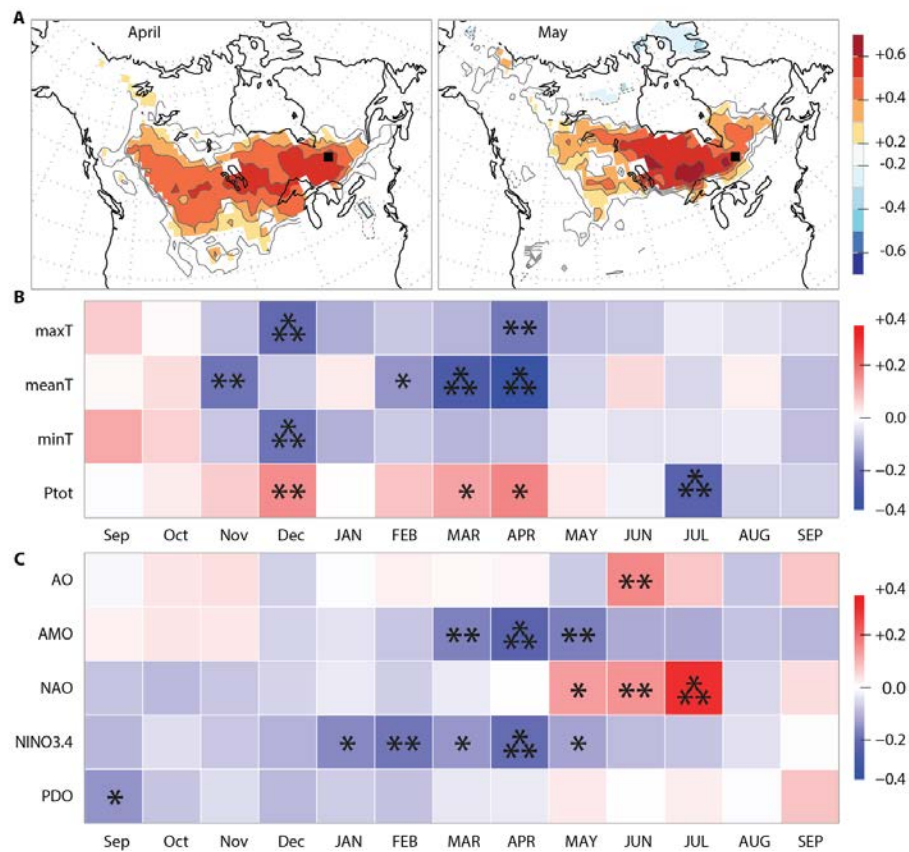 A
April
May
+0.6
+0.4
+0.2
-0.2
-0.4
-0.6
B
maxT
meanT
minT
Ptot
** * ** *
* * *
** * ** **
** * * **
+0.4
+0.2
0.0
−0.2
−0.4
Sep Oct Nov Dec JAN FEB MAR APR MAY JUN JUL AUG SEP
C
AO
AMO
NAO
NINO3.4
PDO
+0.4
+0.2
0.0
−0.2
−0.4
Sep Oct Nov Dec JAN FEB MAR APR MAY JUN JUL AUG SEP